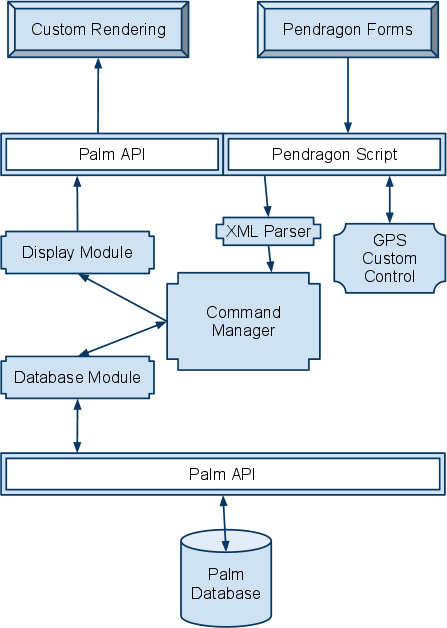 Custom Rendering
Pendragon Forms
Palm API
Pendragon Script
XML Parser
Display Module
GPS
Custom
Control
Command
Manager
Database Module
Palm API
Palm
Database